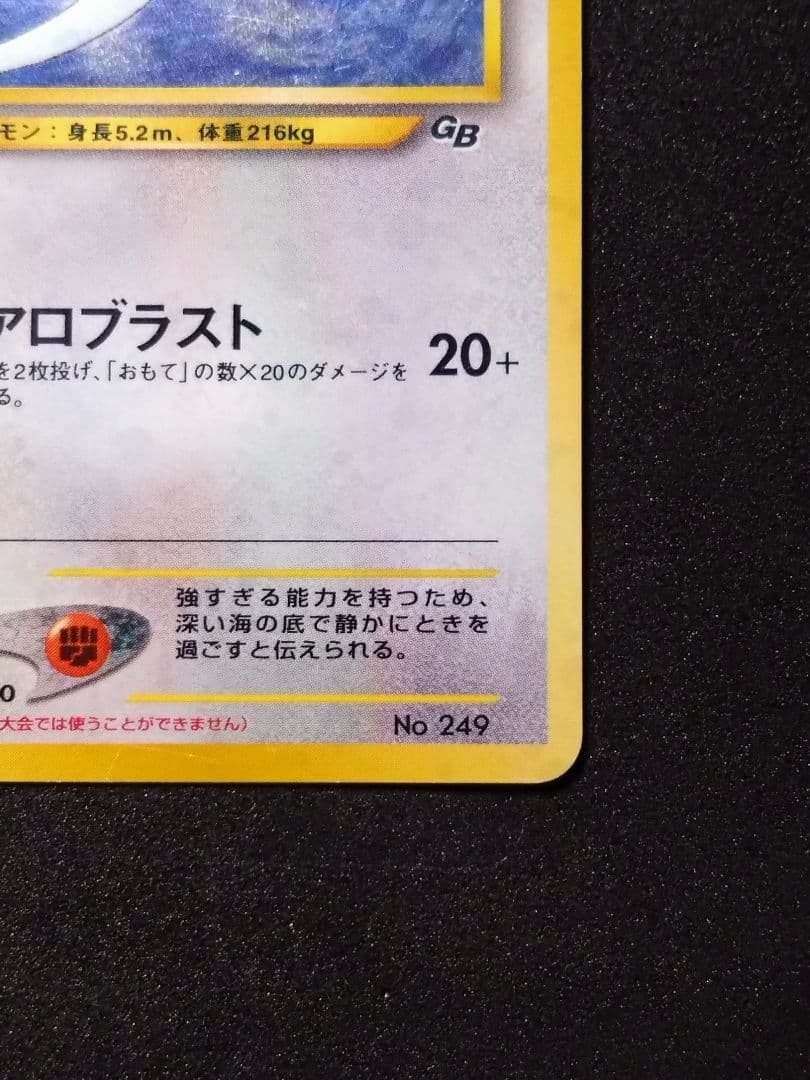 モン：身長5.2m、体重216kg
GB
アロブラスト
20+
を2枚投げ、「おもて」の数×20のダメージを
る。
強すぎる能力を持つため、
深い海の底で静かにときを
過ごすと伝えられる。
0
大会では使うことができません）
No 249